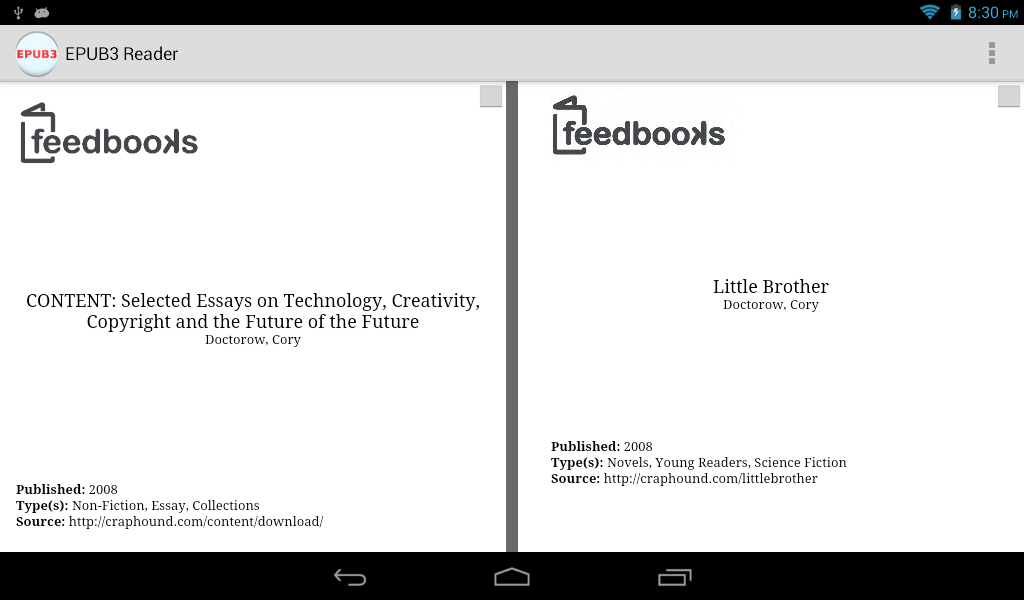 8:30 PM
EPUB3 EPUB3 Reader
feedbooks
CONTENT: Selected Essays on Technology, Creativity,
Copyright and the Future of the Future
Doctorow, Cory
Published: 2008
Type(s): Non-Fiction, Essay, Collections
Source: http://craphound.com/content/download/
feedbooks
Little Brother
Doctorow, Cory
Published: 2008
Type(s): Novels, Young Readers, Science Fiction
Source: http://craphound.com/littlebrother